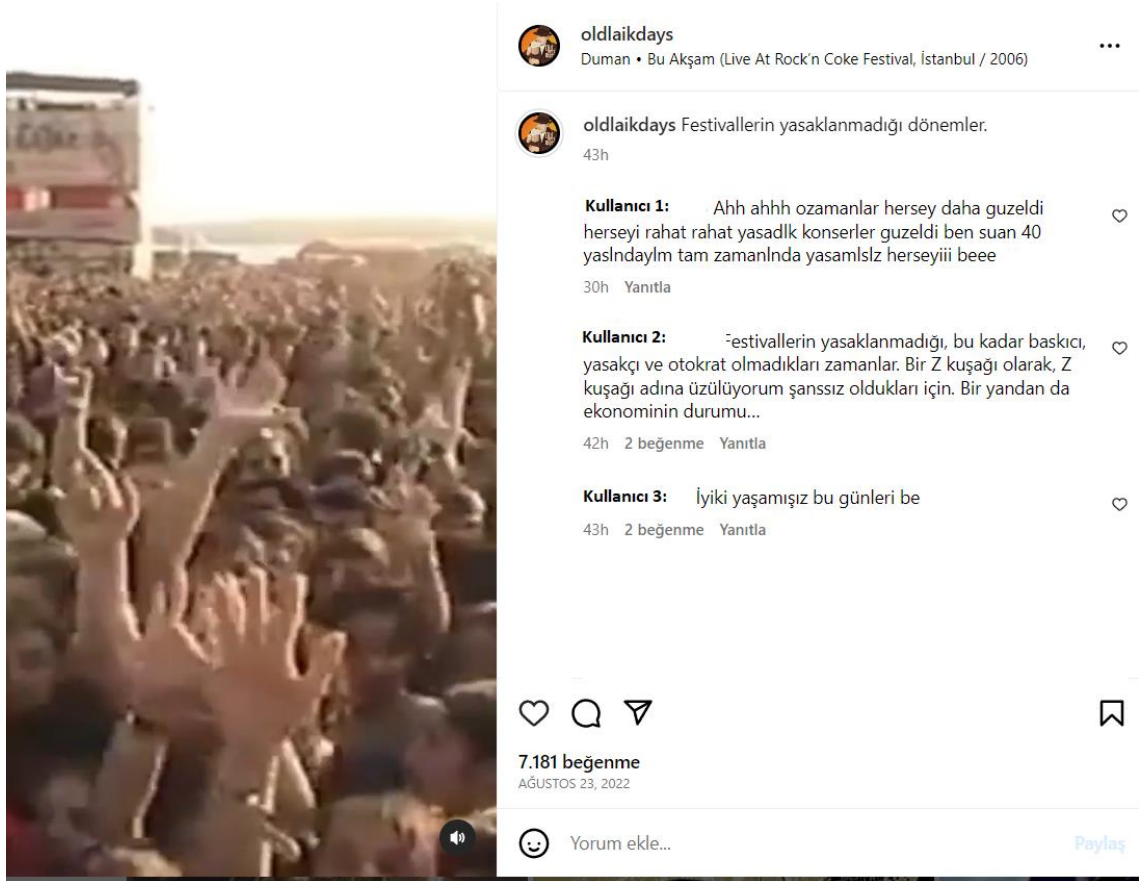 oldlaikdays
Duman • Bu Akşam (Live At Rock'n Coke Festival, İstanbul / 2006)
oldlaikdays Festivallerin yasaklanmadığı dönemler.
43h
Kullanıcı 1: Ahh ahhh ozamanlar hersey daha guzeldi
herseyi rahat rahat yasadlk konserler guzeldi ben suan 40
yaslndaylm tam zamanlnda yasamlslz herseyiii beee
30h Yanıtla
Kullanıcı 2: Festivallerin yasaklanmadığı, bu kadar baskıcı,
yasakçı ve otokrat olmadıkları zamanlar. Bir Z kuşağı olarak, Z
kuşağı adına üzülüyorum şanssız oldukları için. Bir yandan da
ekonominin durumu...
42h 2 beğenme Yanıtla
Kullanıcı 3: İyiki yaşamışız bu günleri be
43h 2 beğenme Yanıtla
7.181 beğenme
AĞUSTOS 23, 2022
Yorum ekle...
Paylaş